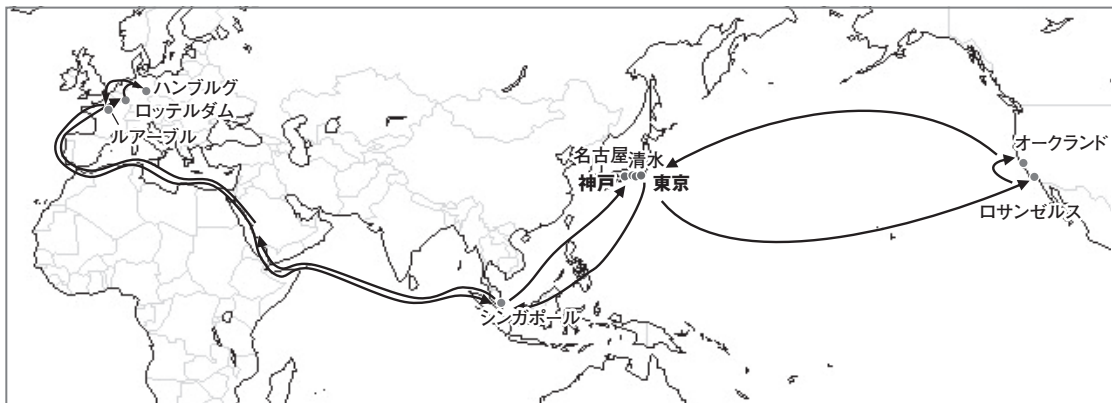 ハンブルグ
ロッテルダム
ルアーブル
名古屋
清水
神戸
東京
シンガポール
オークランド
ロサンゼルス